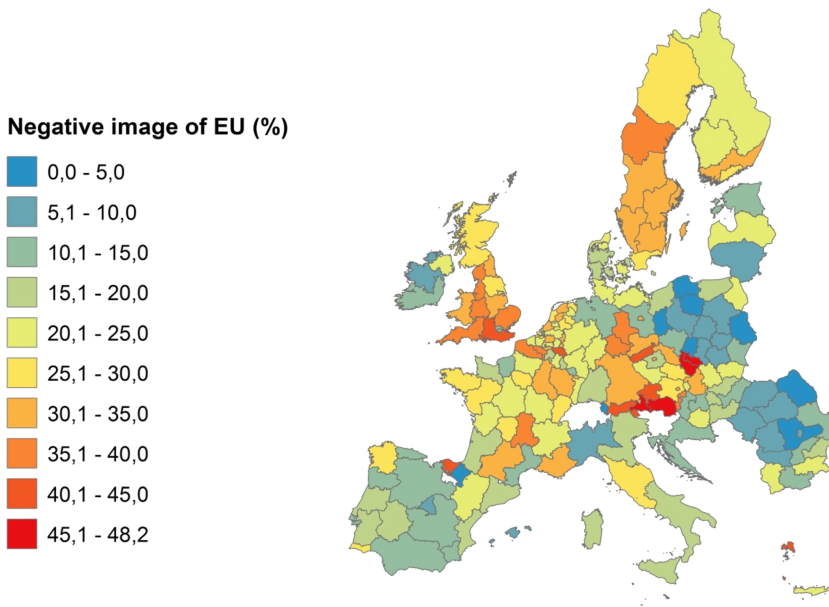 Negative image of EU (%)
0,0 - 5,0
5,1 - 10,0
10,1 - 15,0
15,1 - 20,0
20,1 - 25,0
25,1 - 30,0
30,1 - 35,0
35,1 - 40,0
40,1 - 45,0
45,1 - 48,2